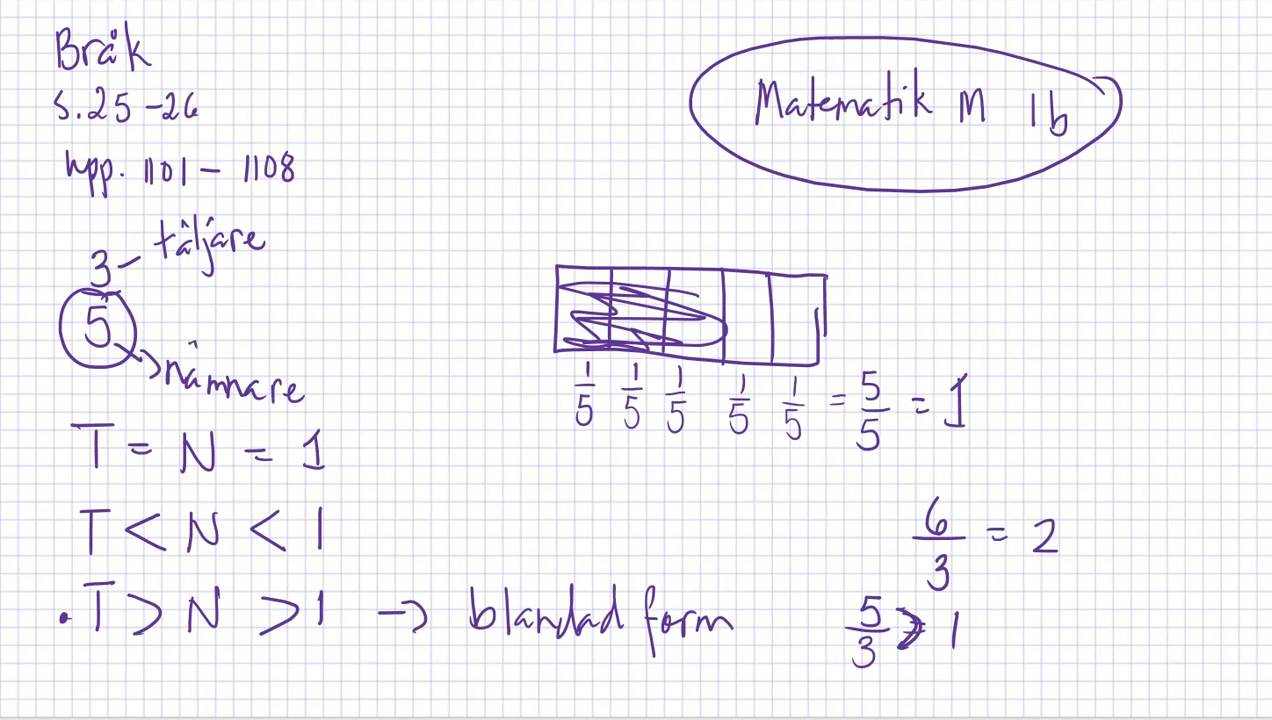 Bråk
s. 25 - 26
upp. 1101 - 1108
Matematik M 1b
3 - täljare
5 → nämnare
1/5 1/5 1/5 1/5 1/5 = 5/5 = 1
T = N = 1
T < N < 1
6/3 = 2
. T > N > 1 → blandad form
5/3 > 1